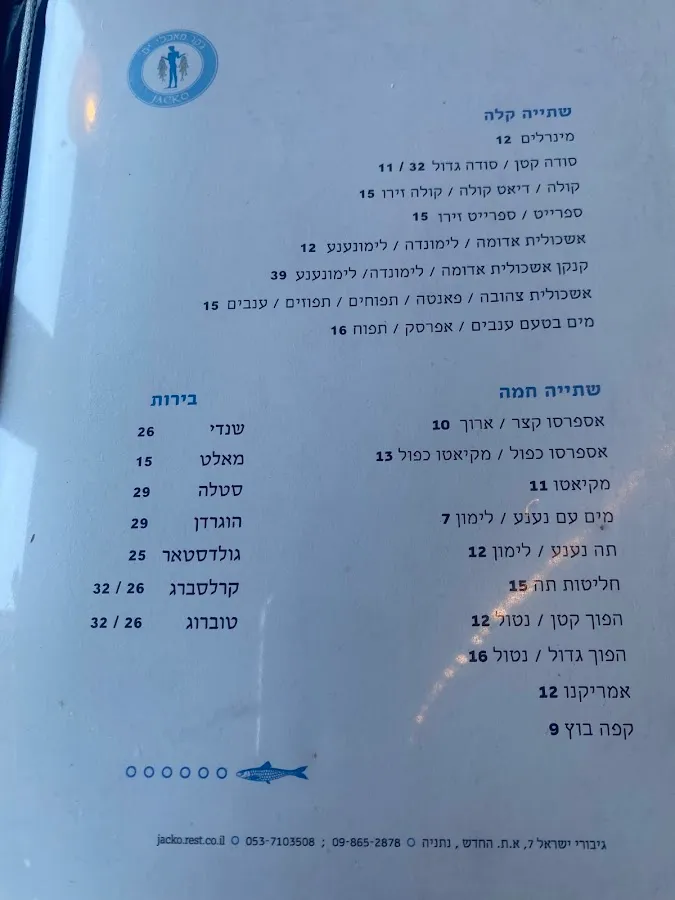 נמל מאכלי ים
JACKO
שתייה קלה
מינרלים 12
סודה קטן / סודה גדול 32 / 11
קולה / דיאט קולה / קולה זירו 15
ספרייט / ספרייט זירו 15
אשכולית אדומה / לימונדה / לימונענע 12
קנקן אשכולית אדומה / לימונדה/ לימונענע 39
אשכולית צהובה / פאנטה / תפוחים / תפוזים / ענבים 15
מים בטעם ענבים / אפרסק / תפוח 16
שתייה חמה
אספרסו קצר / ארוך 10
אספרסו כפול / מקיאטו כפול 13
מקיאטו 11
מים עם נענע / לימון 7
תה נענע / לימון 12
חליטות תה 15
הפוך קטן / נטול 12
הפוך גדול / נטול 16
אמריקנו 12
קפה בוץ 9
בירות
שנדי 26
מאלט 15
סטלה 29
הוגרדן 29
גולדסטאר 25
קרלסברג 32 / 26
טוברוג 32 / 26
גיבורי ישראל 7, א.ת. החדש , נתניה O 09-865-2878 ; 053-7103508 O jacko.rest.co.il